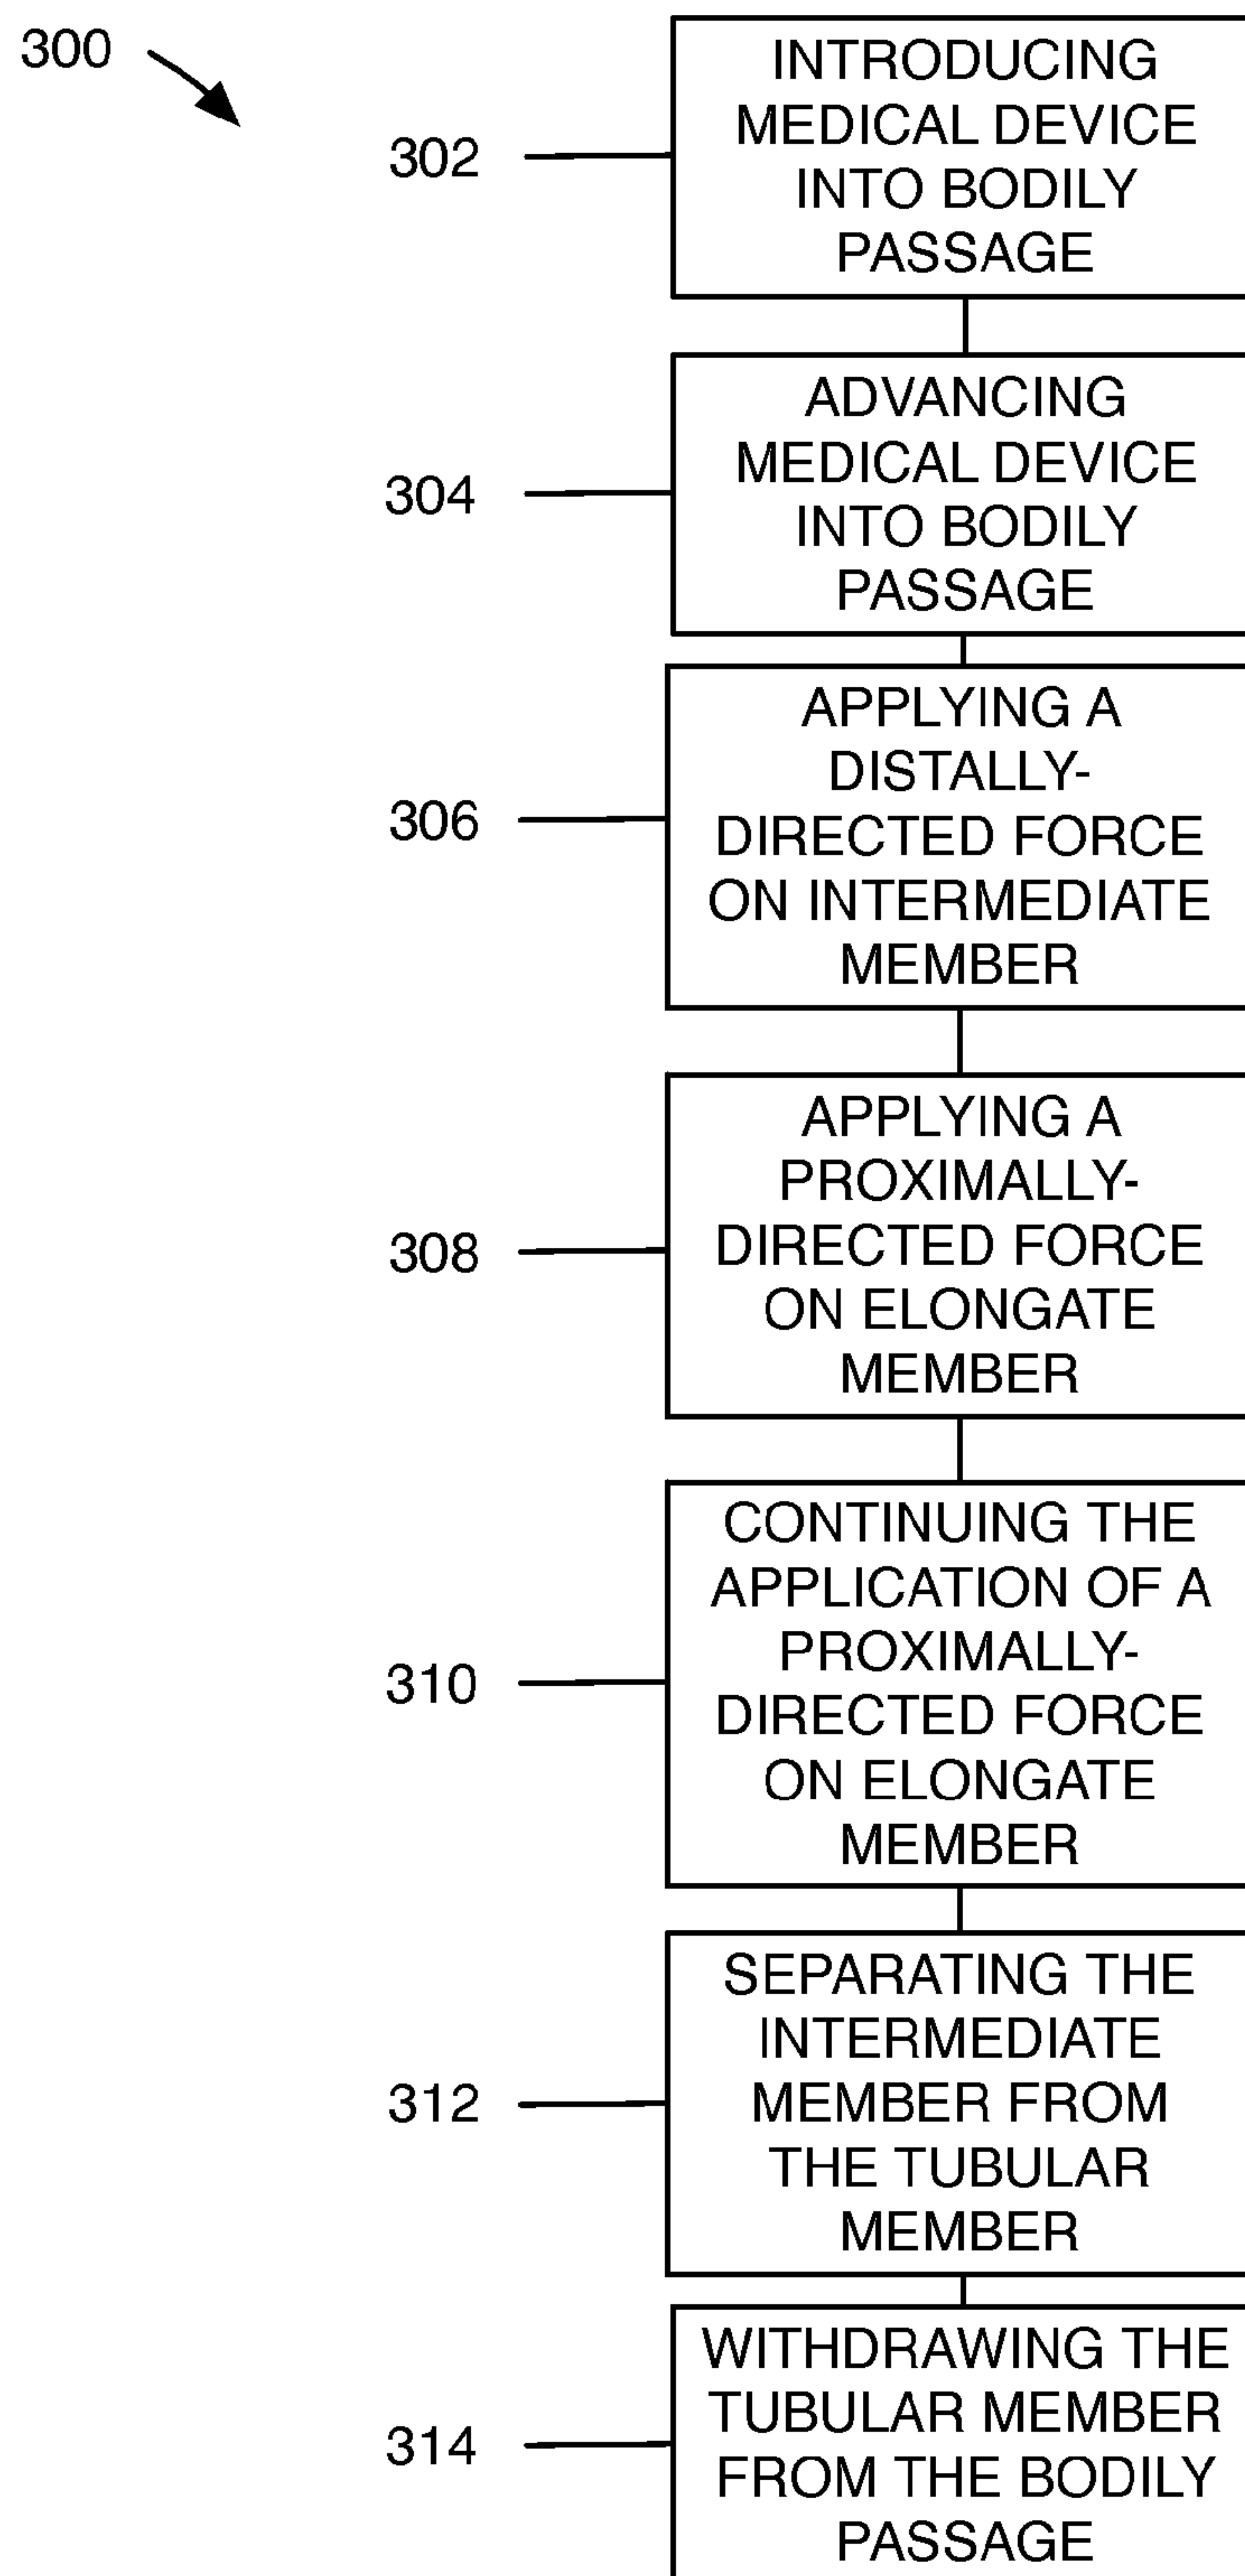 300
302
INTRODUCING
MEDICAL DEVICE
INTO BODILY
PASSAGE
304
ADVANCING
MEDICAL DEVICE
INTO BODILY
PASSAGE
306
APPLYING A
DISTALLY-
DIRECTED FORCE
ON INTERMEDIATE
MEMBER
308
APPLYING A
PROXIMALLY-
DIRECTED FORCE
ON ELONGATE
MEMBER
310
CONTINUING THE
APPLICATION OF A
PROXIMALLY-
DIRECTED FORCE
ON ELONGATE
MEMBER
312
SEPARATING THE
INTERMEDIATE
MEMBER FROM
THE TUBULAR
MEMBER
314
WITHDRAWING THE
TUBULAR MEMBER
FROM THE BODILY
PASSAGE